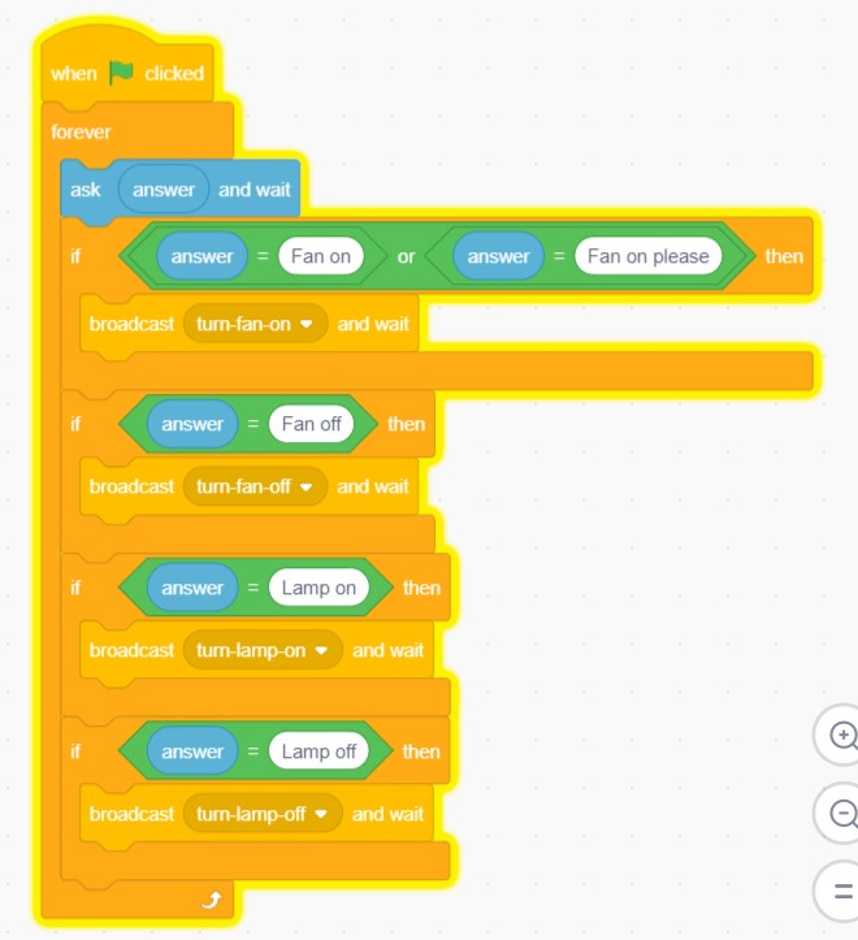 when clicked
forever
ask answer and wait
if answer = Fan on or answer = Fan on please then
broadcast turn-fan-on and wait
if answer = Fan off then
broadcast turn-fan-off and wait
if answer = Lamp on then
broadcast turn-lamp-on and wait
if answer = Lamp off then
broadcast turn-lamp-off and wait